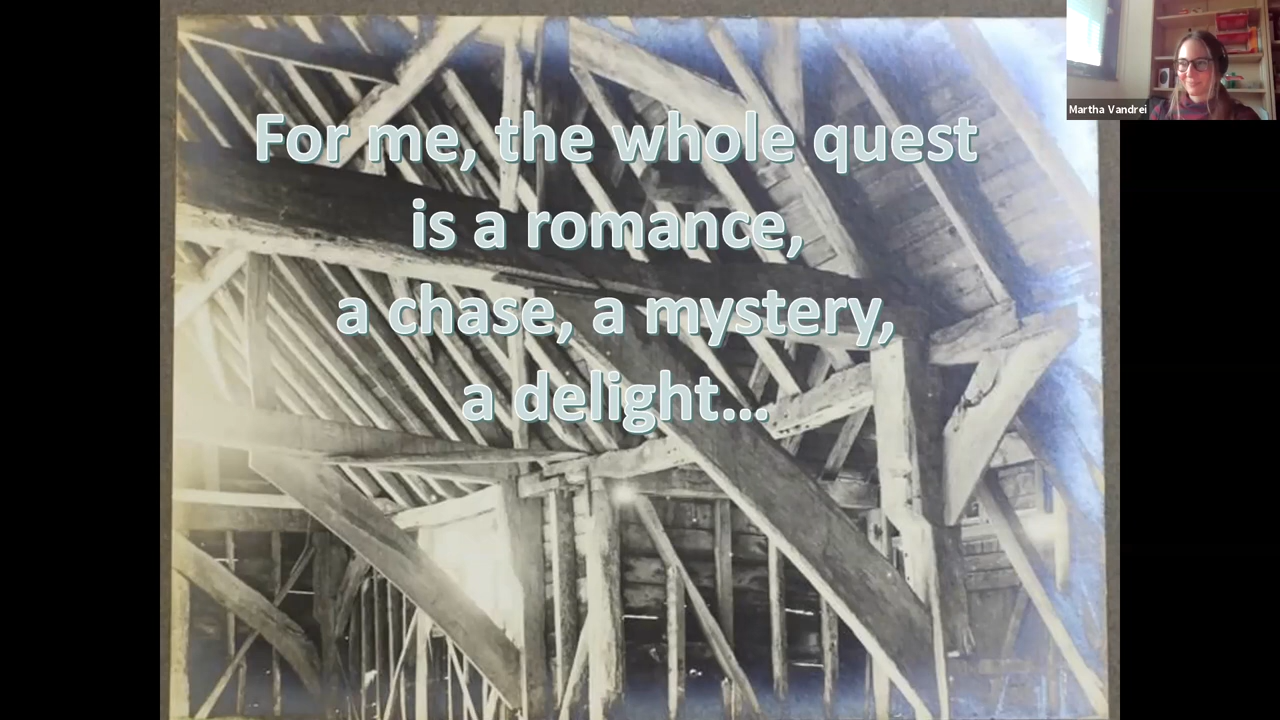 For me, the whole quest
is a romance,
a chase, a mystery,
a delight...
Martha Vandrei